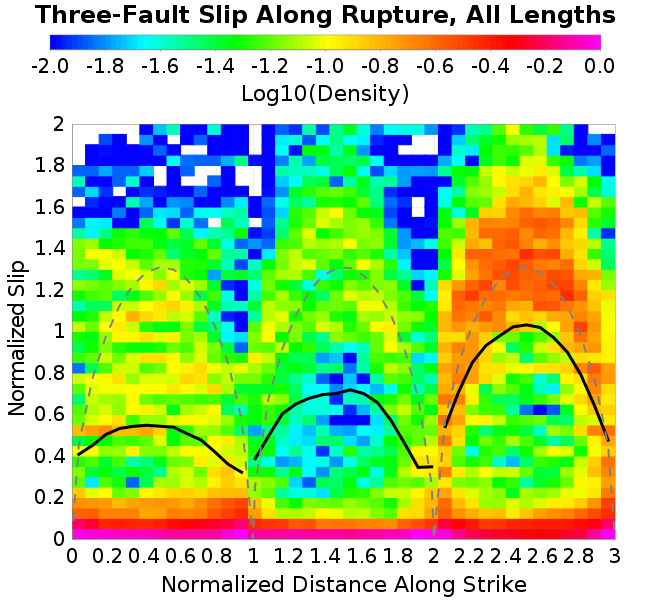 Three-Fault Slip Along Rupture, All Lengths
-2.0 -1.8 -1.6 -1.4 -1.2 -1.0 -0.8 -0.6 -0.4 -0.2 0.0
Log10(Density)
2
1.8
1.6
1.4
1.2
1
0.8
0.6
0.4
0.2
0
Normalized Slip
0 0.2 0.4 0.6 0.8 1 1.2 1.4 1.6 1.8 2 2.2 2.4 2.6 2.8 3
Normalized Distance Along Strike